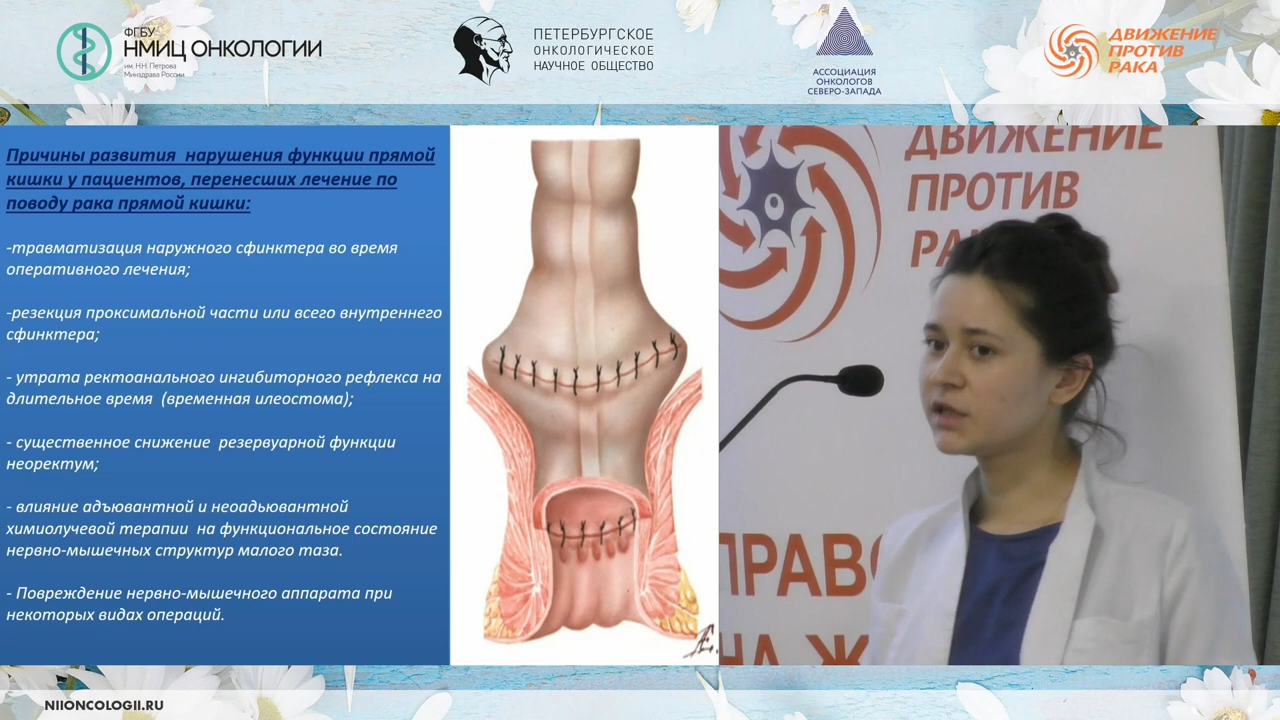 ФГБУ
НМИЦ ОНКОЛОГИИ
им. Н.Н. Петрова
Минздрава России
ПЕТЕРБУРГСКОЕ
ОНКОЛОГИЧЕСКОЕ
НАУЧНОЕ ОБЩЕСТВО
АССОЦИАЦИЯ
ОНКОЛОГОВ
СЕВЕРО-ЗАПАДА
ДВИЖЕНИЕ
ПРОТИВ
РАКА
Причины развития нарушения функции прямой
кишки у пациентов, перенесших лечение по
поводу рака прямой кишки:
-травматизация наружного сфинктера во время
оперативного лечения;
-резекция проксимальной части или всего внутреннего
сфинктера;
- утрата ректоанального ингибиторного рефлекса на
длительное время (временная илеостома);
- существенное снижение резервуарной функции
неоректум;
- влияние адъювантной и неоадьювантной
химиолучевой терапии на функциональное состояние
нервно-мышечных структур малого таза.
- Повреждение нервно-мышечного аппарата при
некоторых видах операций.
ДВИЖЕНИЕ
ПРОТИВ
РА
ПРАВО
НА Ж
NIIONCOLOGII.RU